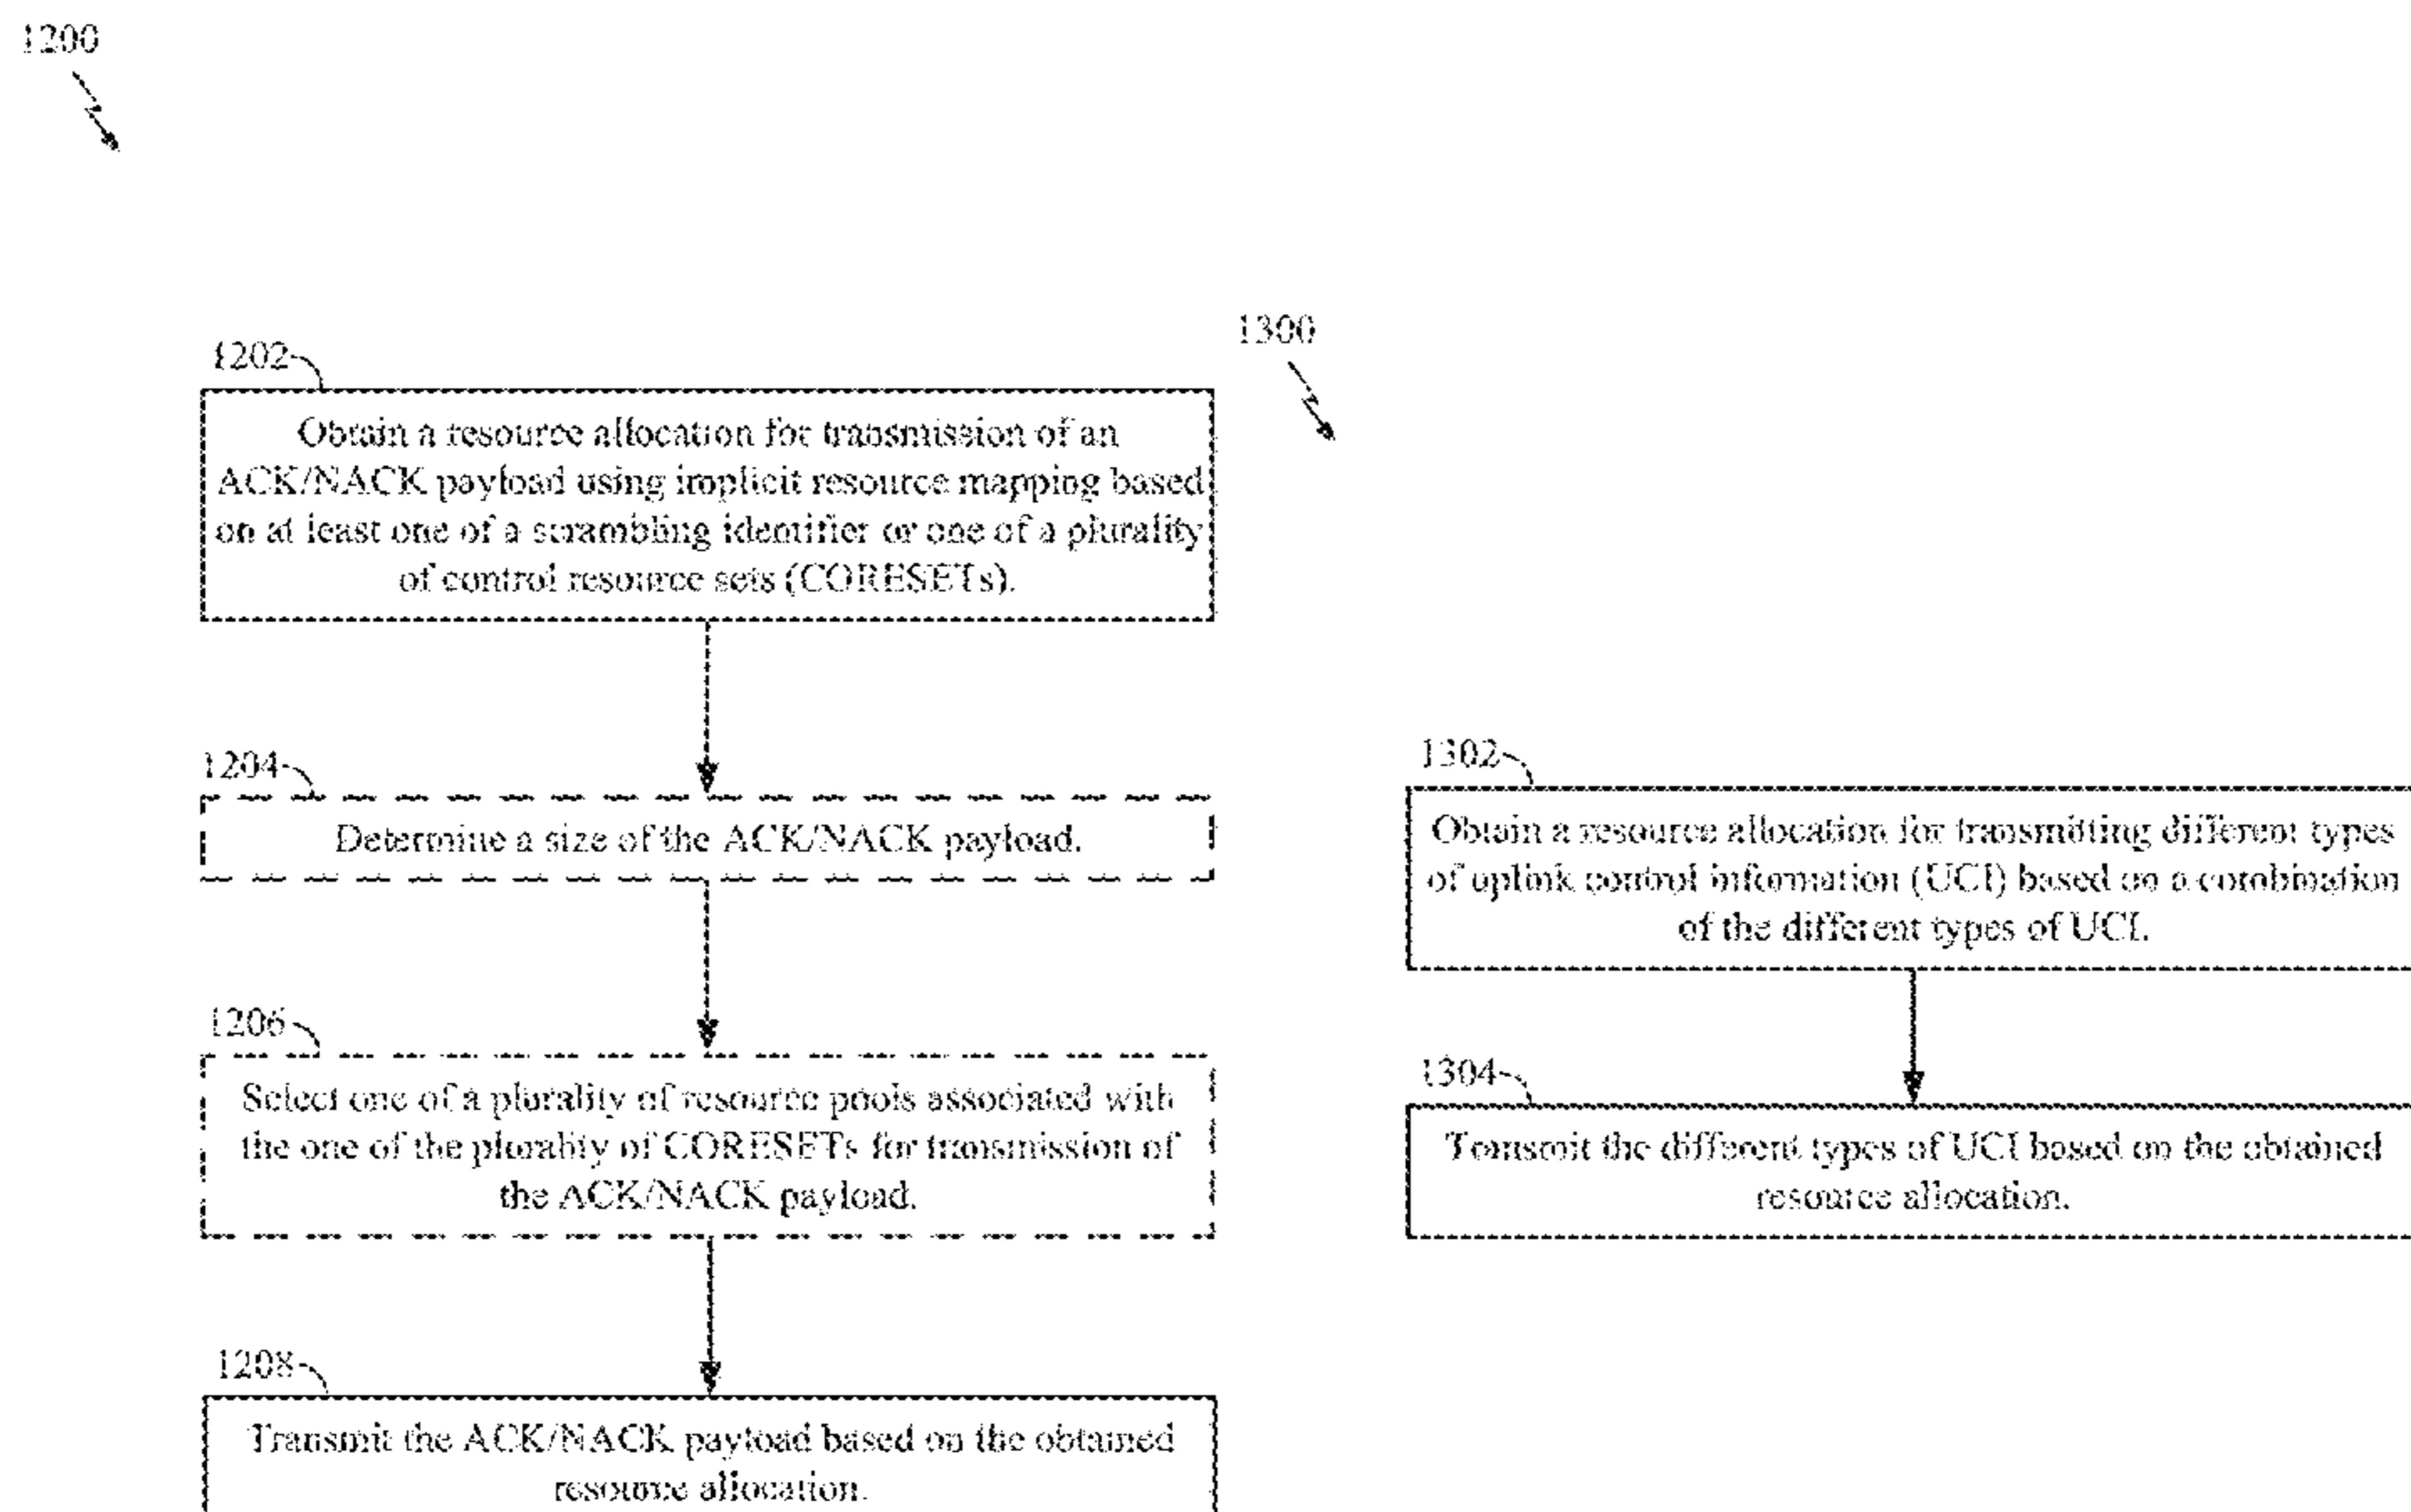 1200
1202
Obtain a resource allocation for transmission of an
ACK/NACK payload using implicit resource mapping based
on at least one of a scrambling identifier or one of a plurality
of control resource sets (CORESETs).
1204
Determine a size of the ACK/NACK payload.
1206
Select one of a plurality of resource pools associated with
the one of the plurality of CORESETs for transmission of
the ACK/NACK payload.
1208
Transmit the ACK/NACK payload based on the obtained
resource allocation.
1300
1302
Obtain a resource allocation for transmitting different types
of uplink control information (UCI) based on a combination
of the different types of UCI.
1304
Transmit the different types of UCI based on the obtained
resource allocation.